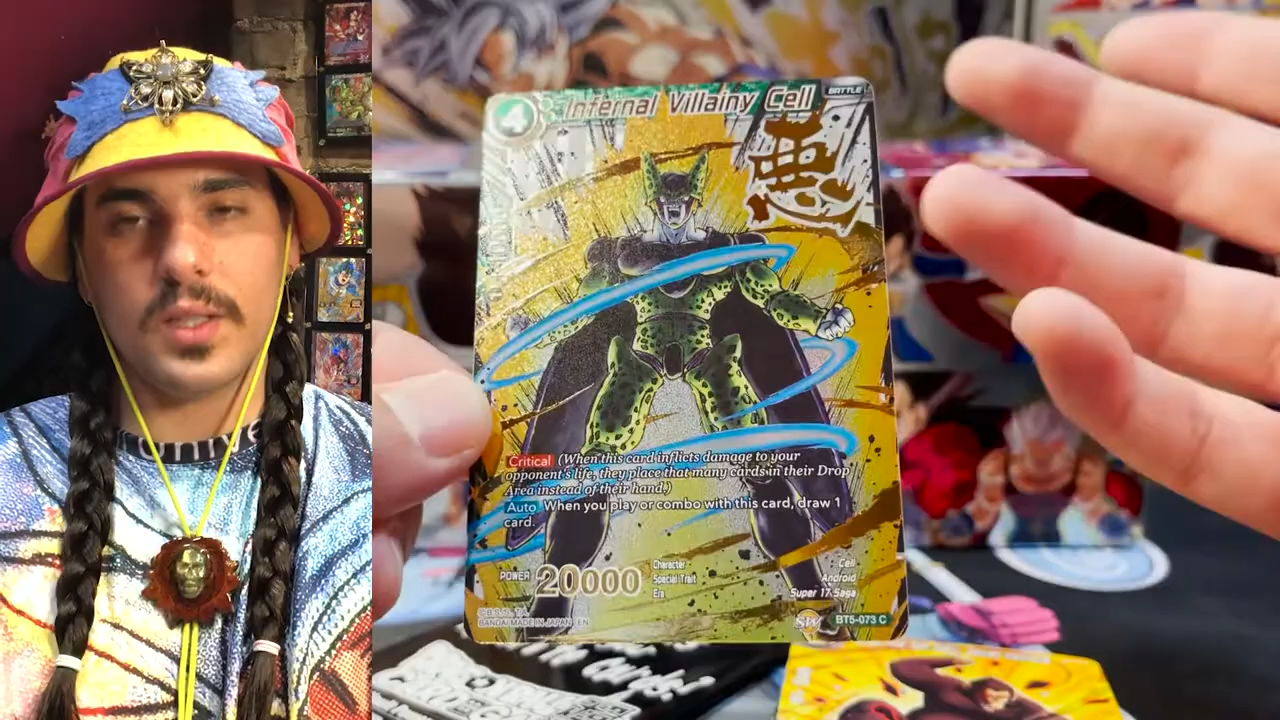 4
Infernal Villainy Cell
BATTLE
悪
Critical (When this card inflicts damage to your
opponent's life, they place that many cards in their Drop
Area instead of their hand.)
Auto When you play or combo with this card, draw 1
card.
POWER 20000
Character Cell
Special Trait Android
Era Super 17 Saga
BANDAI MADE IN JAPAN EN
BT5-073 C